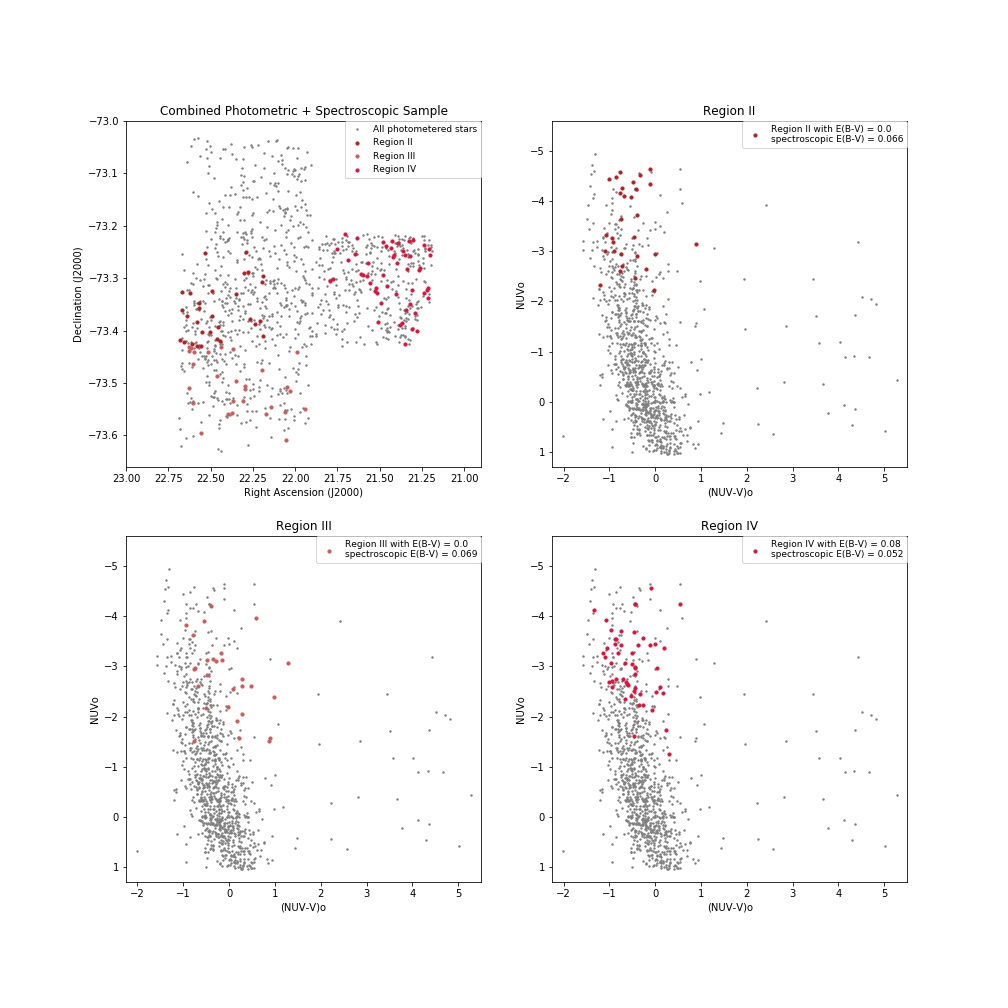 Combined Photometric + Spectroscopic Sample
−73.0
−73.1
−73.2
−73.3
−73.4
−73.5
−73.6
Declination (J2000)
All photometered stars
Region II
Region III
Region IV
23.00 22.75 22.50 22.25 22.00 21.75 21.50 21.25 21.00
Right Ascension (J2000)
Region II
Region II with E(B-V) = 0.0
spectroscopic E(B-V) = 0.066
−5
−4
−3
−2
−1
0
1
NUVo
−2 −1 0 1 2 3 4 5
(NUV-V)o
Region III
Region III with E(B-V) = 0.0
spectroscopic E(B-V) = 0.069
−5
−4
−3
−2
−1
0
1
NUVo
−2 −1 0 1 2 3 4 5
(NUV-V)o
Region IV
Region IV with E(B-V) = 0.08
spectroscopic E(B-V) = 0.052
−5
−4
−3
−2
−1
0
1
NUVo
−2 −1 0 1 2 3 4 5
(NUV-V)o